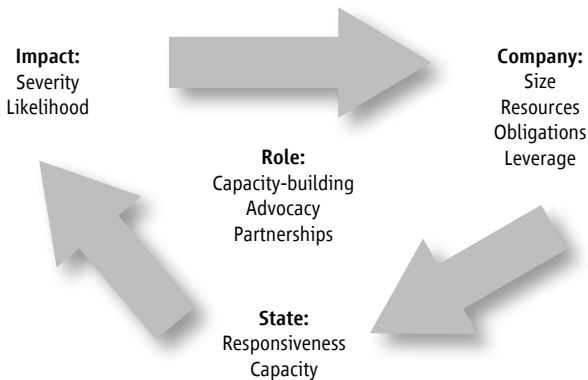 Impact:
Severity
Likelihood
Company:
Size
Resources
Obligations
Leverage
Role:
Capacity-building
Advocacy
Partnerships
State:
Responsiveness
Capacity